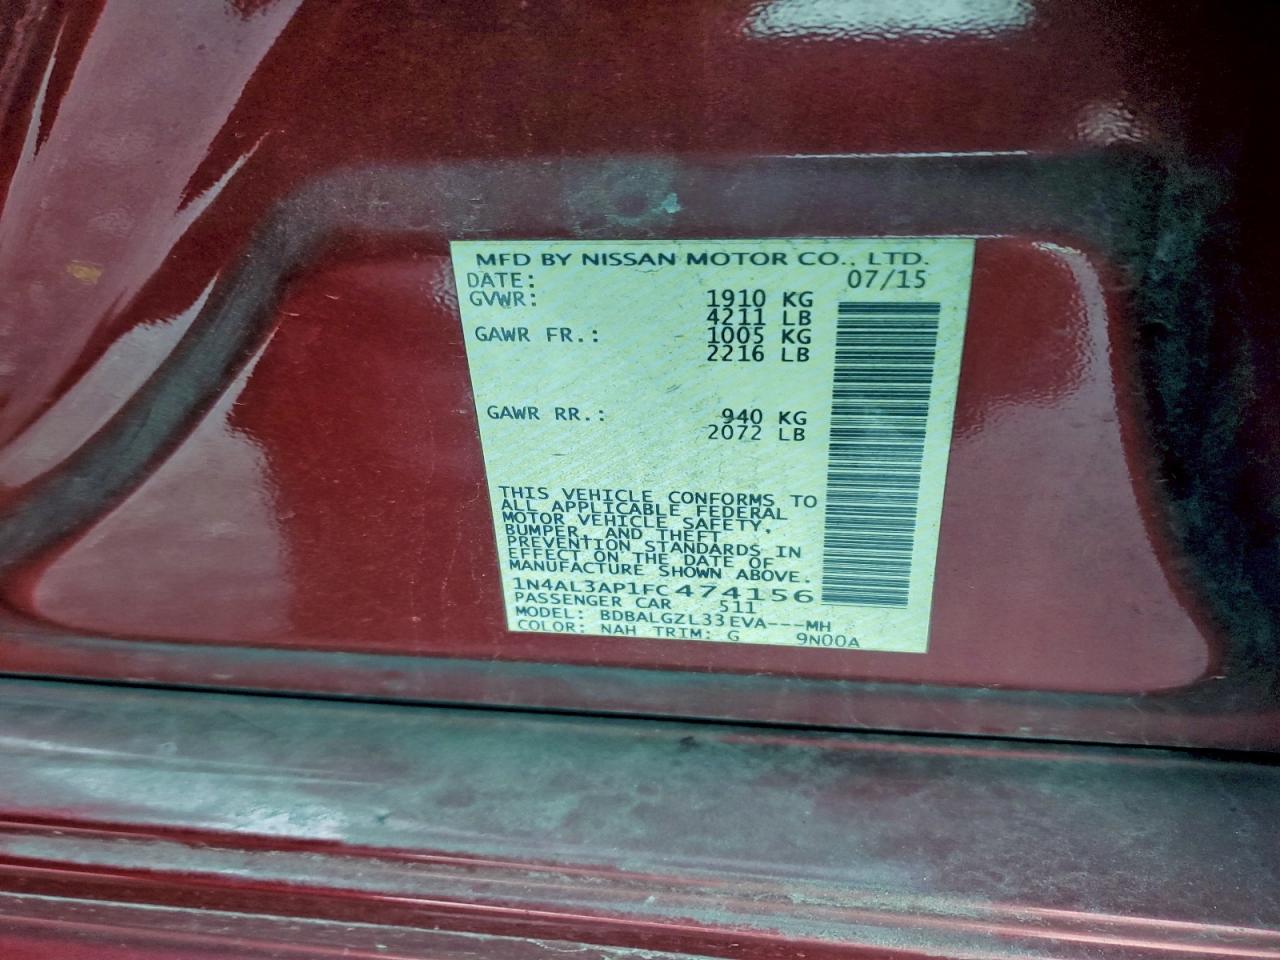 MFD BY NISSAN MOTOR CO., LTD.
DATE: 07/15
GVWR: 1910 KG
4211 LB
GAWR FR.: 1005 KG
2216 LB
GAWR RR.: 940 KG
2072 LB
THIS VEHICLE CONFORMS TO
ALL APPLICABLE FEDERAL
MOTOR VEHICLE SAFETY,
BUMPER, AND THEFT
PREVENTION STANDARDS IN
EFFECT ON THE DATE OF
MANUFACTURE SHOWN ABOVE.
1N4AL3AP1FC474156
PASSENGER CAR 511
MODEL: BDBALGZL33EVA---MH
COLOR: NAH TRIM: G 9N00A